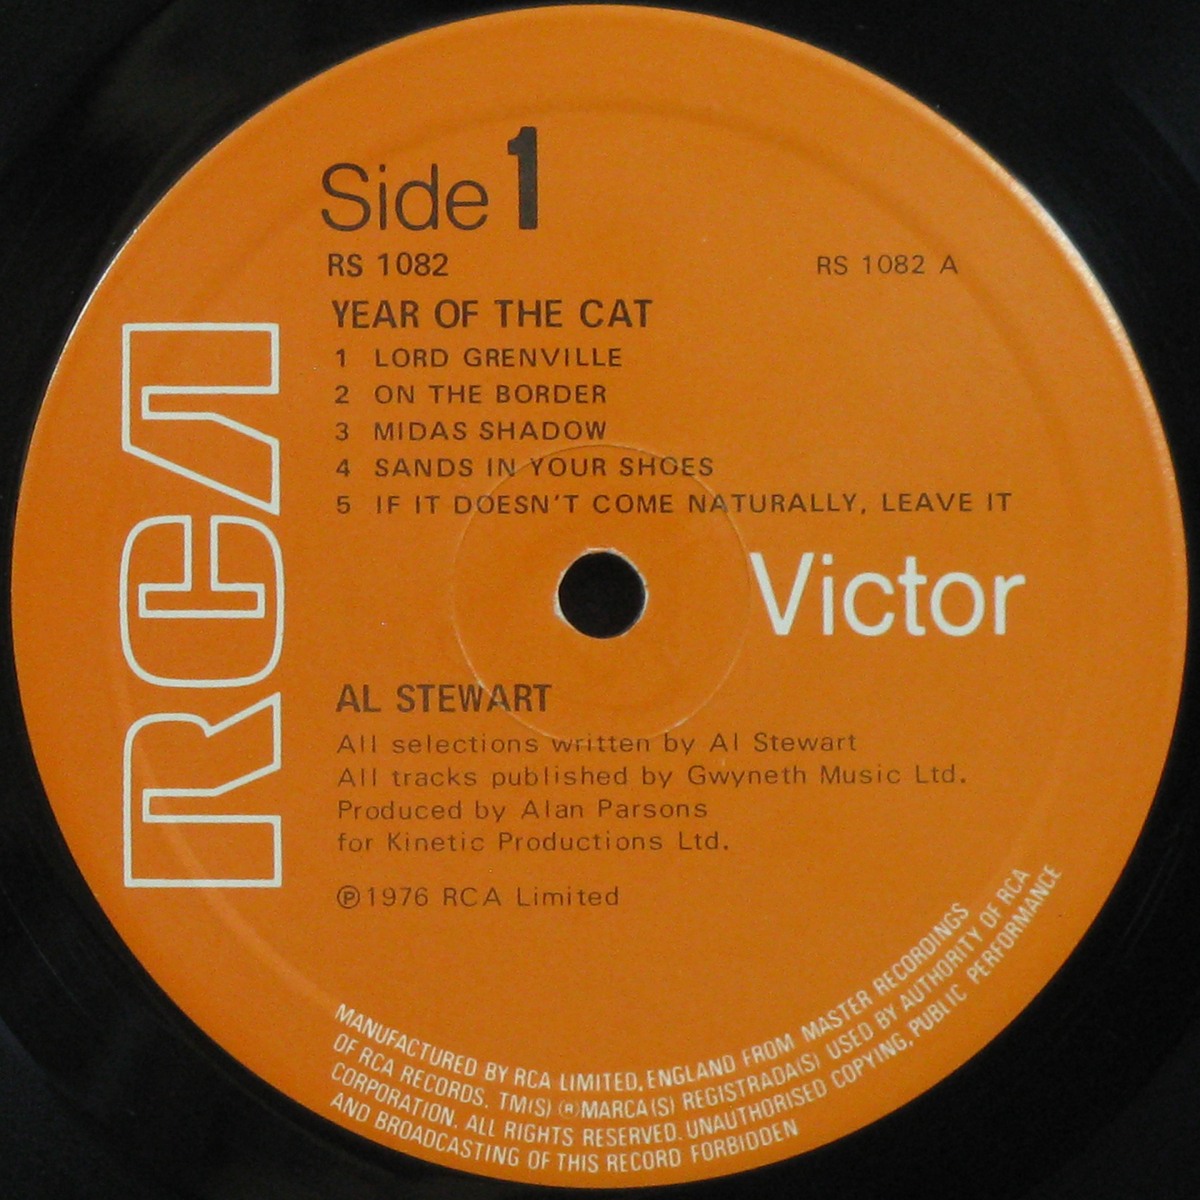 Side 1
RS 1082
RS 1082 A
YEAR OF THE CAT
1 LORD GRENVILLE
2 ON THE BORDER
3 MIDAS SHADOW
4 SANDS IN YOUR SHOES
5 IF IT DOESN'T COME NATURALLY, LEAVE IT
RCA
Victor
AL STEWART
All selections written by Al Stewart
All tracks published by Gwyneth Music Ltd.
Produced by Alan Parsons
for Kinetic Productions Ltd.
℗1976 RCA Limited
MANUFACTURED BY RCA LIMITED, ENGLAND FROM MASTER RECORDINGS
OF RCA RECORDS. TM(S) ® MARCA(S) REGISTRADA(S) USED BY AUTHORITY OF RCA
CORPORATION. ALL RIGHTS RESERVED. UNAUTHORISED COPYING, PUBLIC PERFORMANCE
AND BROADCASTING OF THIS RECORD FORBIDDEN